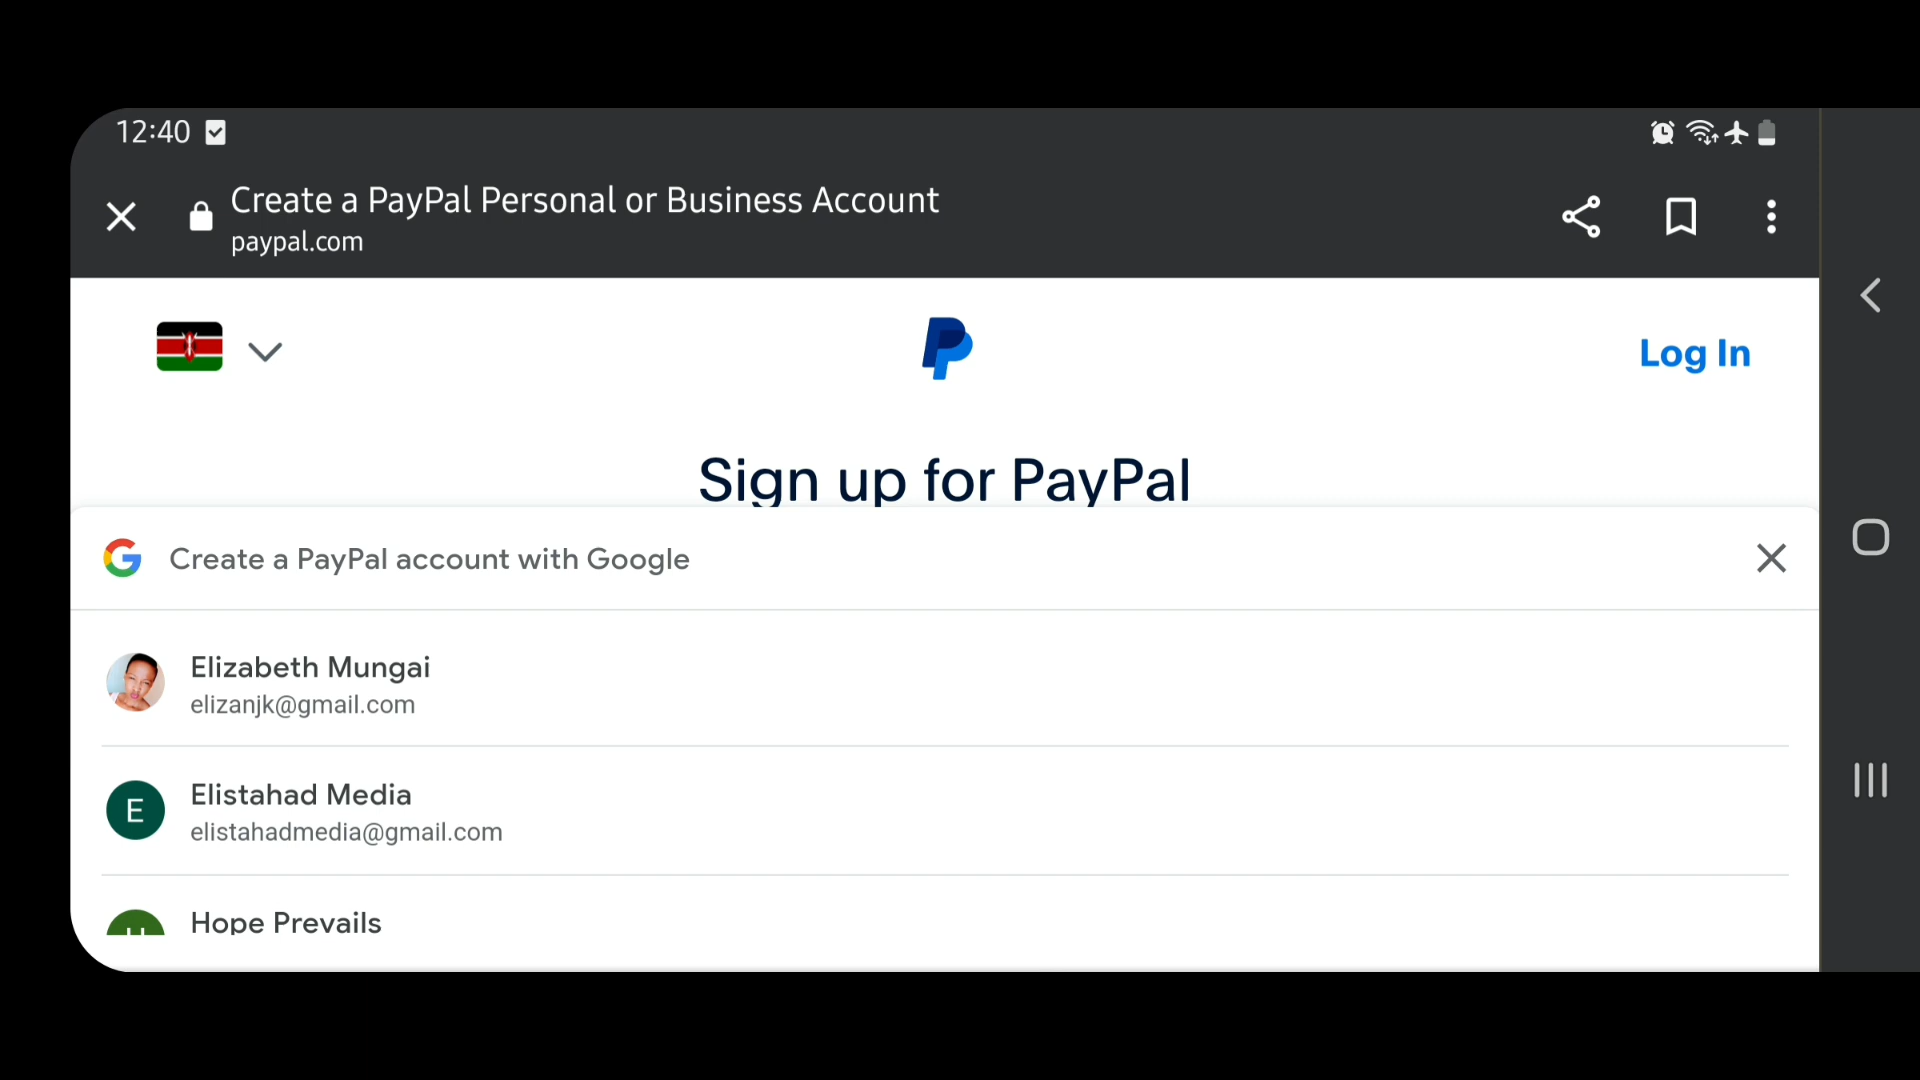 12:40
Create a PayPal Personal or Business Account
paypal.com
Log In
Sign up for PayPal
Create a PayPal account with Google
Elizabeth Mungai
elizanjk@gmail.com
E
Elistahad Media
elistahadmedia@gmail.com
Hope Prevails